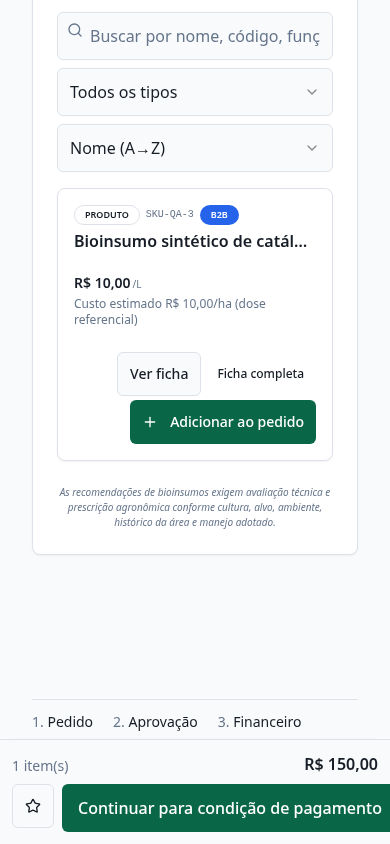 Buscar por nome, código, funç
Todos os tipos
Nome (A→Z)
PRODUTO SKU-QA-3 B2B
Bioinsumo sintético de catál...
R$ 10,00 /L
Custo estimado R$ 10,00/ha (dose
referencial)
Ver ficha Ficha completa
+ Adicionar ao pedido
As recomendações de bioinsumos exigem avaliação técnica e
prescrição agronômica conforme cultura, alvo, ambiente,
histórico da área e manejo adotado.
1. Pedido 2. Aprovação 3. Financeiro
1 item(s) R$ 150,00
Continuar para condição de pagamento